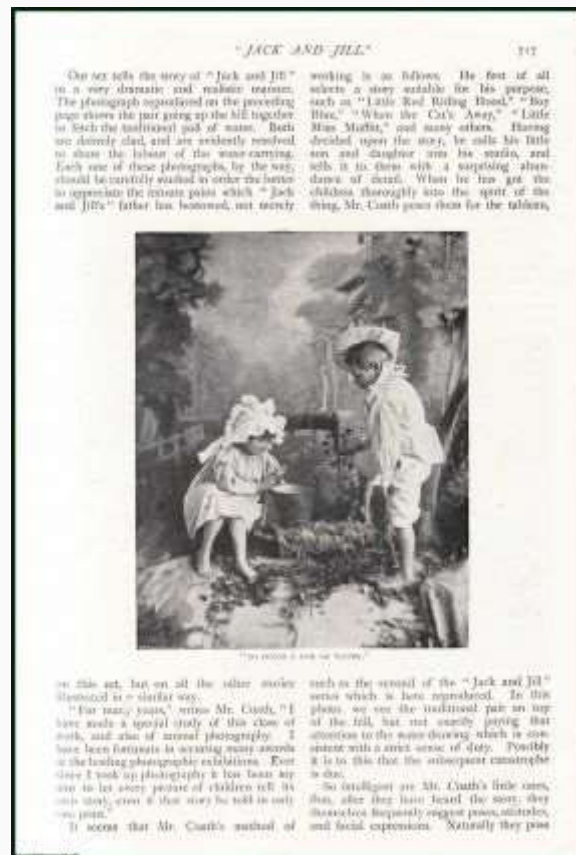 "JACK AND JILL."
Our set tells the story of "Jack and Jill"
in a very dramatic and realistic manner.
The photograph reproduced on the preceding
page shows the pair going up the hill together
to fetch the traditional pail of water. Both
are daintily clad, and are evidently resolved
to share the labour of the water-carrying.
Each one of these photographs, by the way,
should be carefully studied in order the better
to appreciate the minute pains which "Jack
and Jill's" father has bestowed, not merely
on this set, but on all the other stories
illustrated in a similar way.
"For many years," writes Mr. Coath, "I
have made a special study of this class of
work, and also of animal photography. I
have been fortunate in securing many awards
at the leading photographic exhibitions. Ever
since I took up photography it has been my
aim to let every picture of children tell its
own story, even if that story be told in only
one point."
It seems that Mr. Coath's method of
working is as follows. He first of all
selects a story suitable for his purpose,
such as "Little Red Riding Hood," "Boy
Blue," "When the Cat's Away," "Little
Miss Muffit," and many others. Having
decided upon the story, he calls his little
son and daughter into his studio, and
tells it to them with a surprising abun-
dance of detail. When he has got the
children thoroughly into the spirit of the
thing, Mr. Coath poses them for the tableau,
"TO FETCH A PAIL OF WATER."
such as the second of the "Jack and Jill"
series which is here reproduced. In this
photo. we see the traditional pair on top
of the hill, but not exactly paying that
attention to the water-drawing which is con-
sistent with a strict sense of duty. Possibly
it is to this that the subsequent catastrophe
is due.
So intelligent are Mr. Coath's little ones,
that, after they have heard the story, they
themselves frequently suggest poses, attitudes,
and facial expressions. Naturally they pose